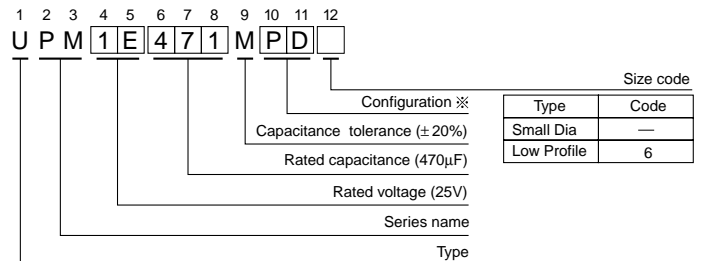 1 2 3 4 5 6 7 8 9 10 11 12
U P M 1 E 4 7 1 M P D
Size code
Configuration ※
Capacitance tolerance (±20%)
Rated capacitance (470µF)
Rated voltage (25V)
Series name
Type
Type Code
Small Dia —
Low Profile 6